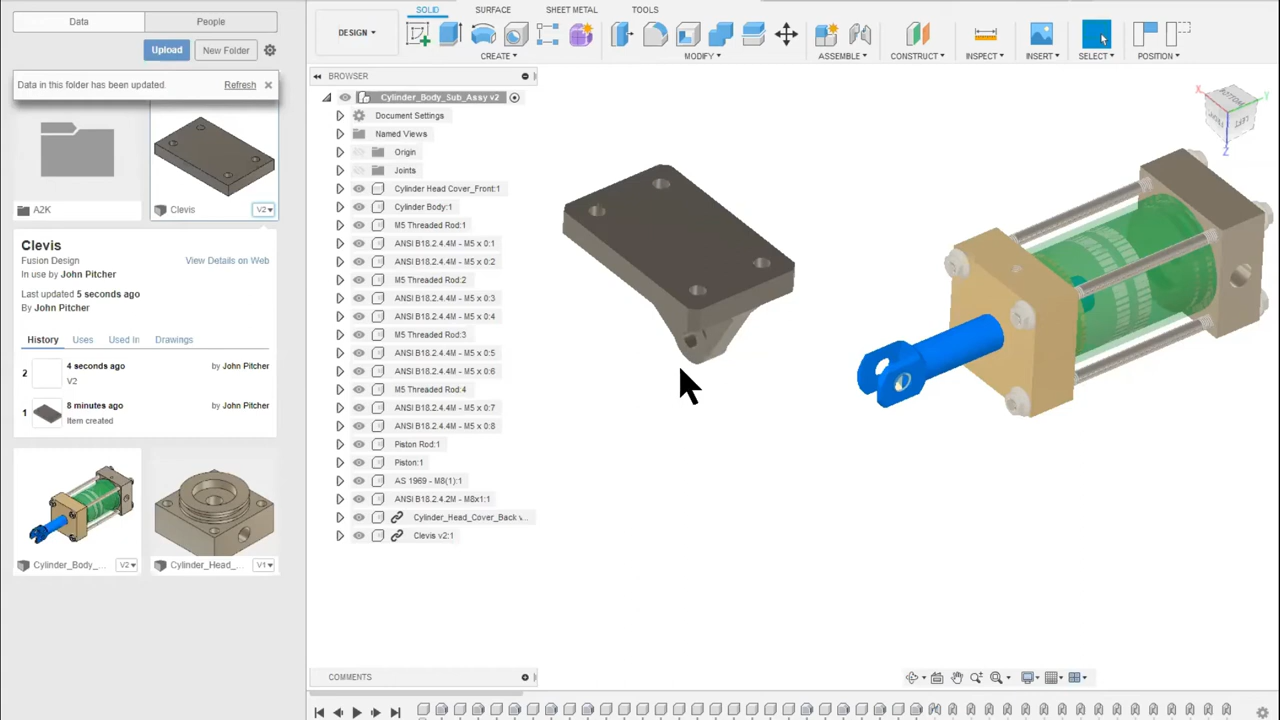 Data
People
Upload
New Folder
Data in this folder has been updated.
Refresh
A2K
Clevis
V2
Clevis
Fusion Design
View Details on Web
In use by John Pitcher
Last updated 5 seconds ago
By John Pitcher
History
Uses
Used In
Drawings
2
4 seconds ago
by John Pitcher
V2
1
8 minutes ago
by John Pitcher
Item created
Cylinder_Body_...
V2
Cylinder_Head_...
V1
DESIGN
SOLID
SURFACE
SHEET METAL
TOOLS
CREATE
MODIFY
ASSEMBLE
CONSTRUCT
INSPECT
INSERT
SELECT
POSITION
BROWSER
Cylinder_Body_Sub_Assy v2
Document Settings
Named Views
Origin
Joints
Cylinder Head Cover_Front:1
Cylinder Body:1
M5 Threaded Rod:1
ANSI B18.2.4.4M - M5 x 0:1
ANSI B18.2.4.4M - M5 x 0:2
M5 Threaded Rod:2
ANSI B18.2.4.4M - M5 x 0:3
ANSI B18.2.4.4M - M5 x 0:4
M5 Threaded Rod:3
ANSI B18.2.4.4M - M5 x 0:5
ANSI B18.2.4.4M - M5 x 0:6
M5 Threaded Rod:4
ANSI B18.2.4.4M - M5 x 0:7
ANSI B18.2.4.4M - M5 x 0:8
Piston Rod:1
Piston:1
AS 1969 - M8(1):1
ANSI B18.2.4.2M - M8x1:1
Cylinder_Head_Cover_Back v...
Clevis v2:1
X
Y
Z
BOTTOM
LEFT
COMMENTS